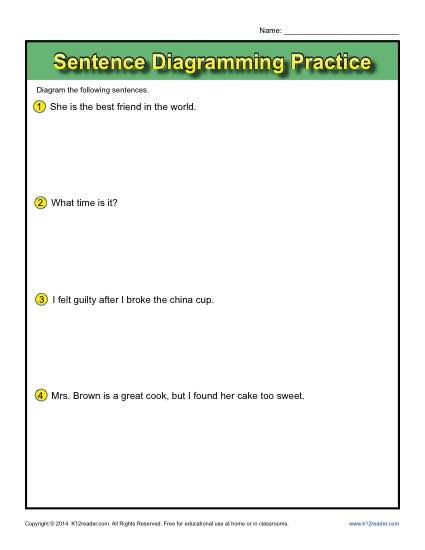 Name: ____________________________
Sentence Diagramming Practice
Diagram the following sentences.
1 She is the best friend in the world.
2 What time is it?
3 I felt guilty after I broke the china cup.
4 Mrs. Brown is a great cook, but I found her cake too sweet.
Copyright © 2014 K12reader.com. All Rights Reserved. Free for educational use at home or in classrooms. www.k12reader.com